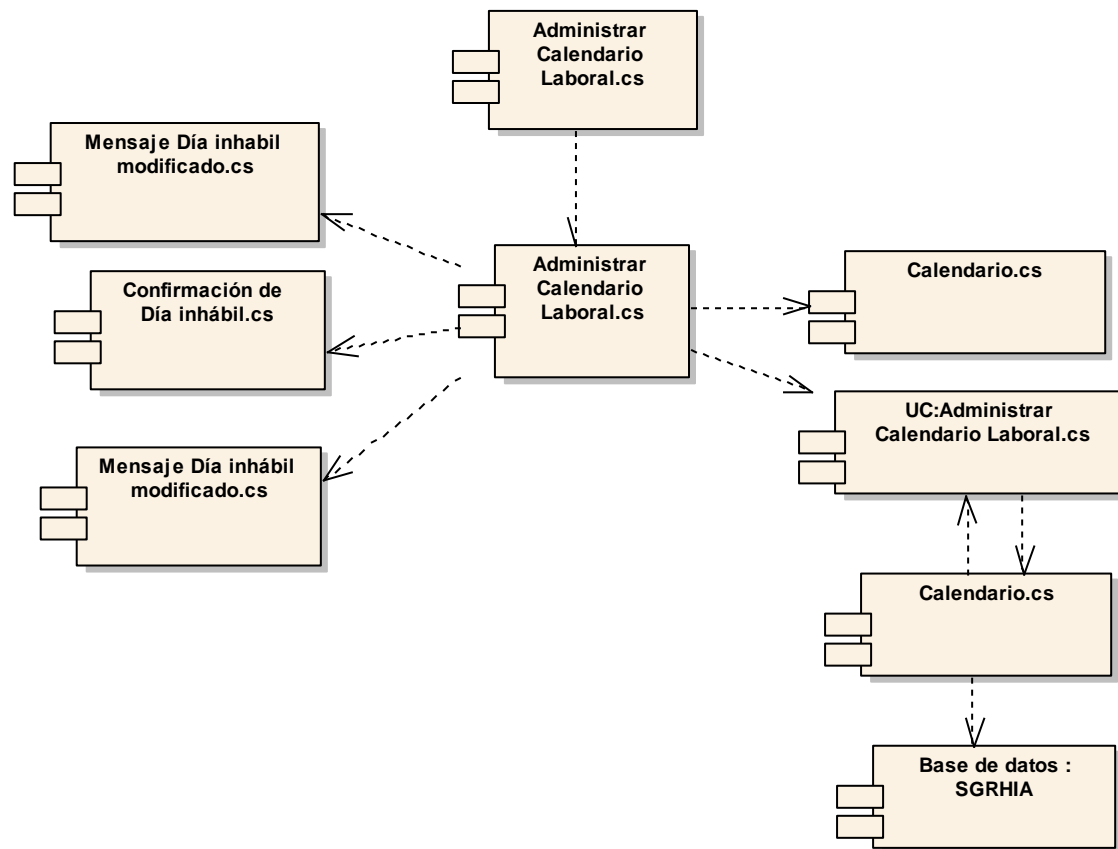 Administrar
Calendario
Laboral.cs
Mensaje Día inhabil
modificado.cs
Administrar
Calendario
Laboral.cs
Calendario.cs
Confirmación de
Día inhábil.cs
UC:Administrar
Calendario Laboral.cs
Mensaje Día inhábil
modificado.cs
Calendario.cs
Base de datos :
SGRHIA